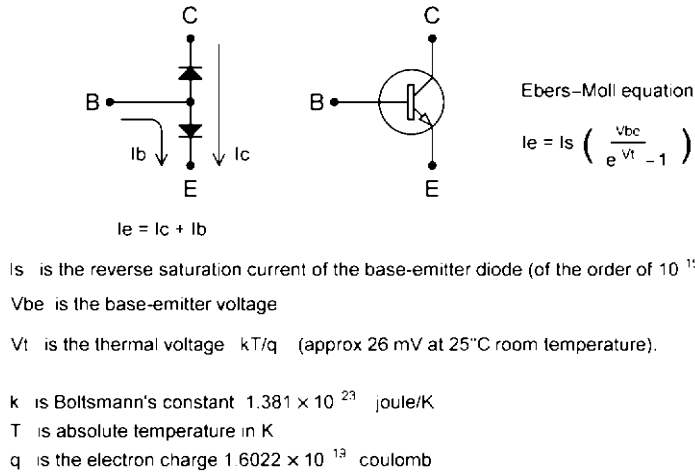 C C
B B
Ib Ic
E E
Ie = Ic + Ib
Ebers–Moll equation
Ie = Is ( e Vbe / Vt – 1 )
Is is the reverse saturation current of the base-emitter diode (of the order of 10
Vbe is the base-emitter voltage
Vt is the thermal voltage kT/q (approx 26 mV at 25°C room temperature).
k is Boltsmann's constant 1.381 × 10 23 joule/K
T is absolute temperature in K
q is the electron charge 1.6022 × 10 19 coulomb